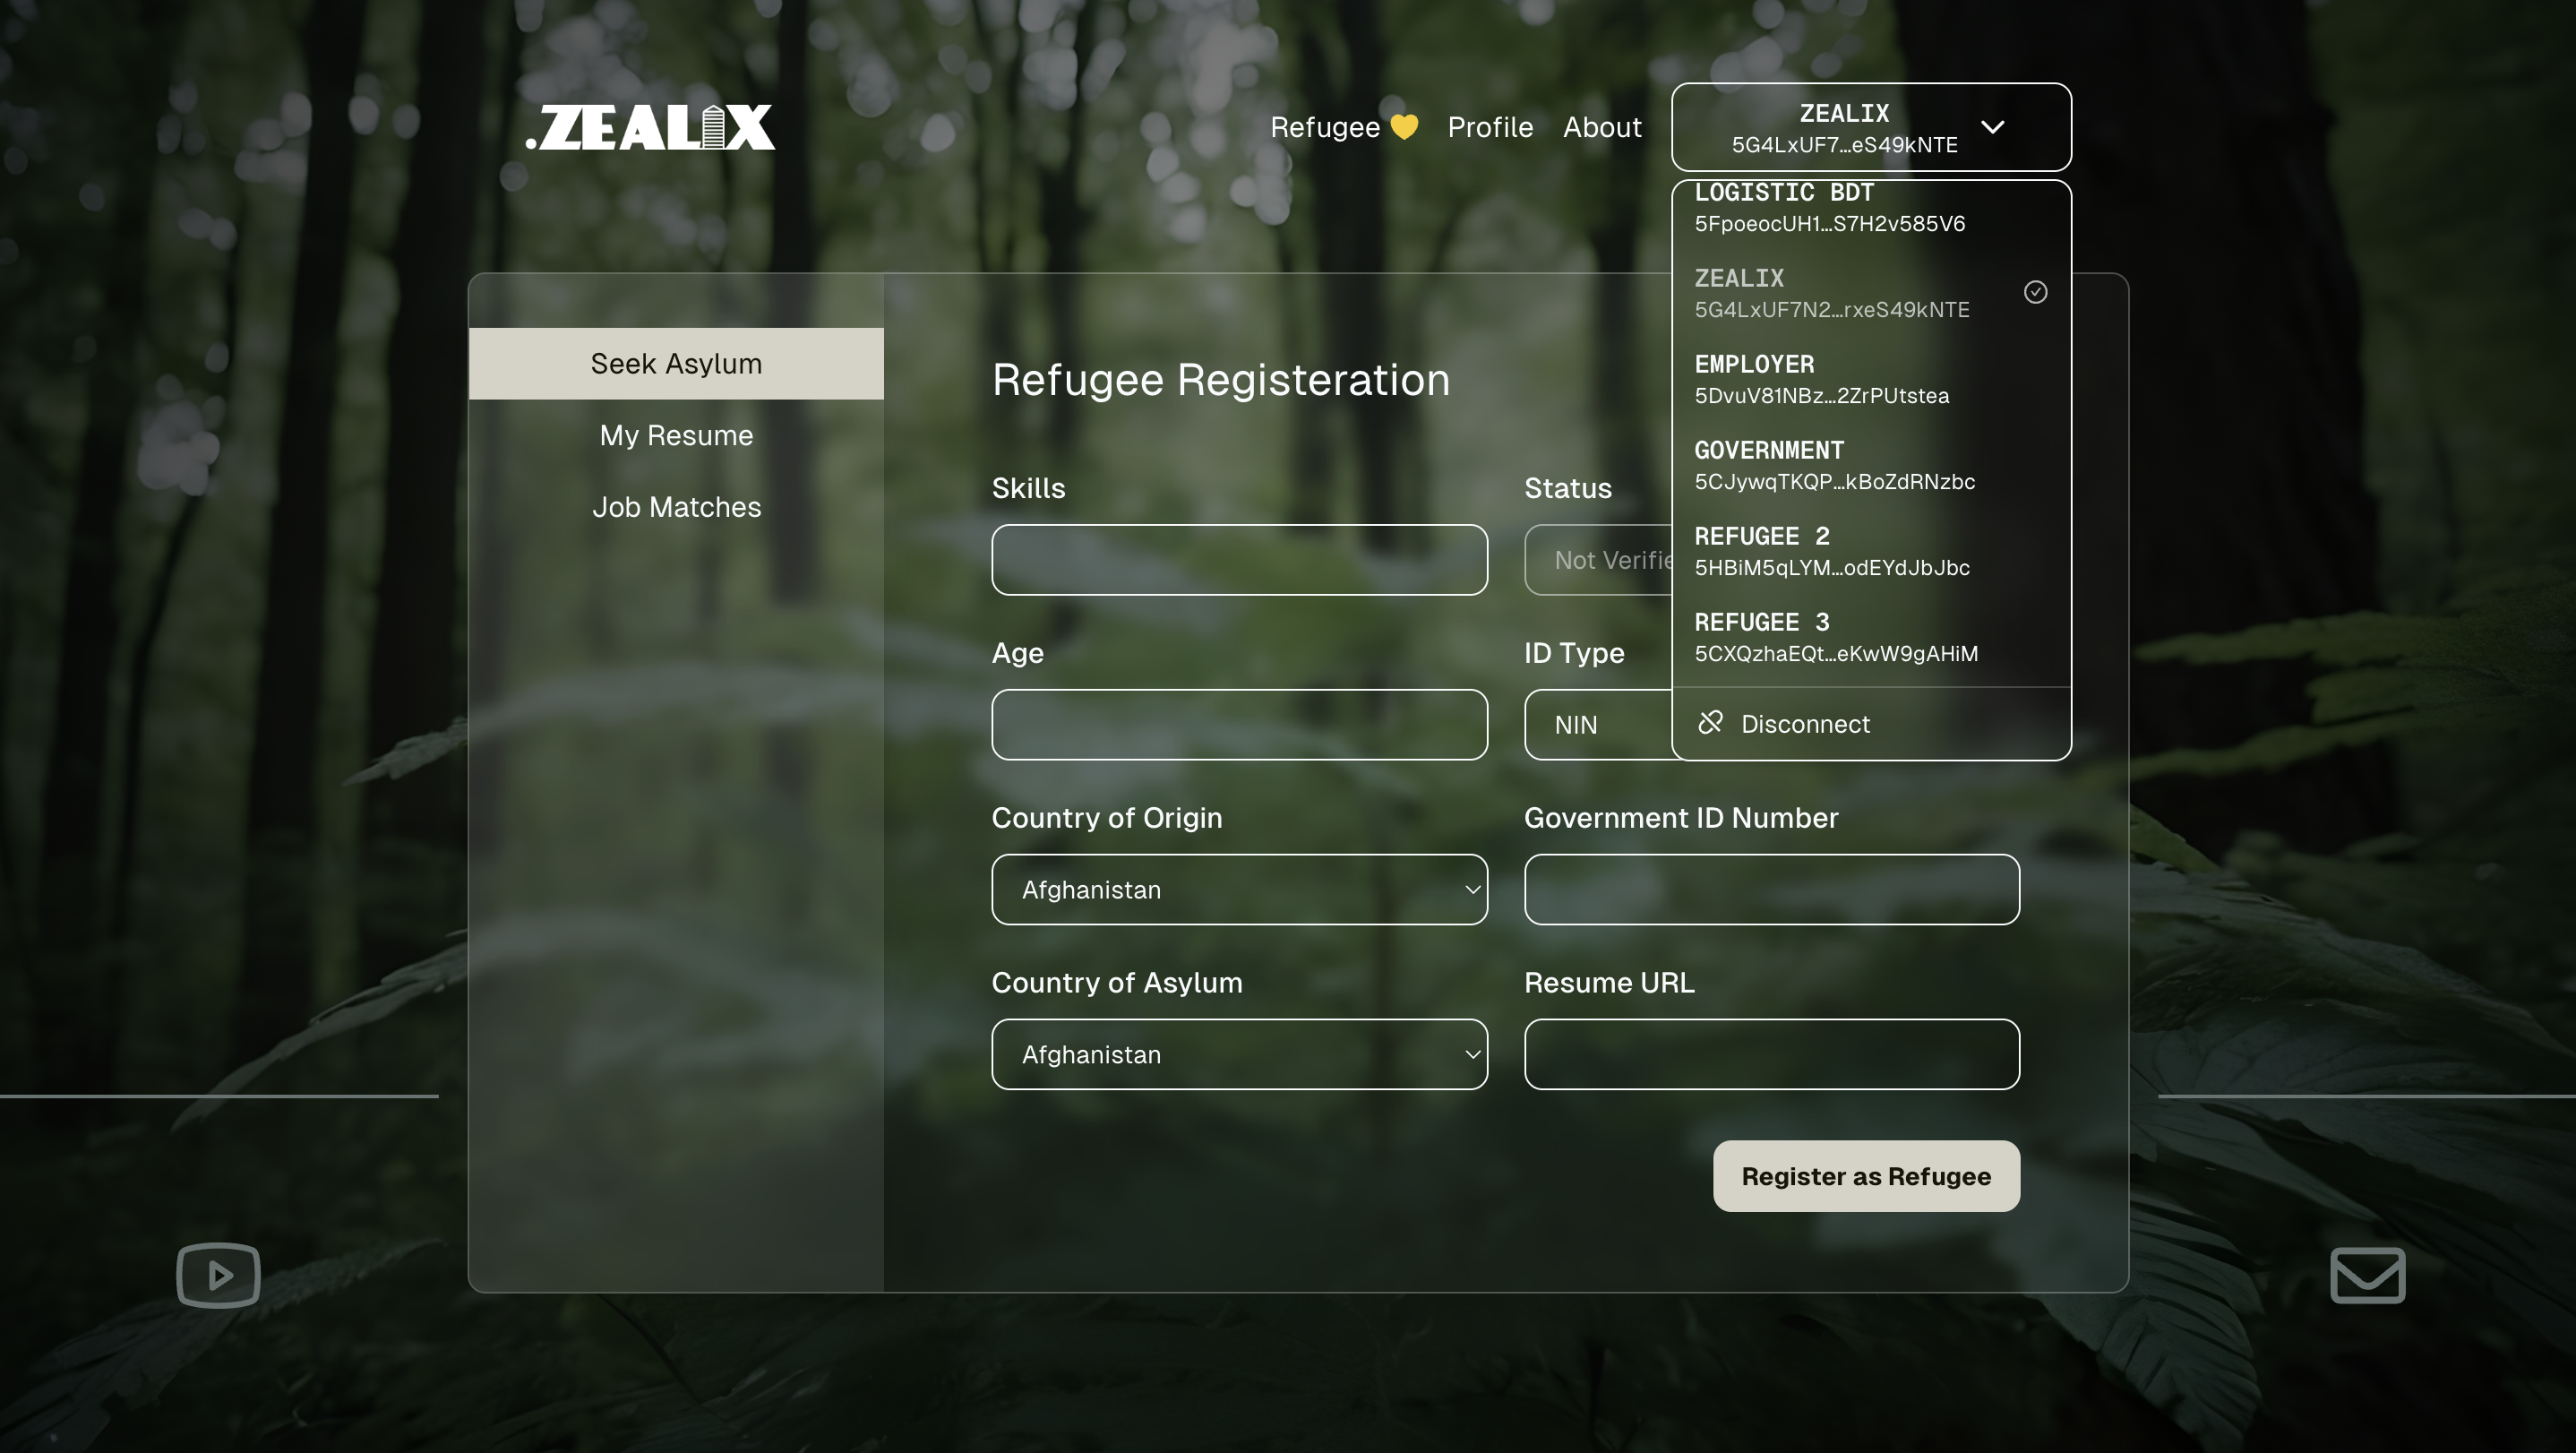 .ZEALIX
Refugee 💛 Profile About
ZEALIX
5G4LxUF7...eS49kNTE
LOGISTIC BDT
5FpoeocUH1...S7H2v585V6
ZEALIX
5G4LxUF7N2...rxeS49kNTE
EMPLOYER
5DvuV81NBz...2ZrPUtstea
GOVERNMENT
5CJywqTKQP...kBoZdRNzbc
REFUGEE 2
5HBiM5qLYM...odEYdJbJbc
REFUGEE 3
5CXQzhaEQt...eKwW9gAHiM
Disconnect
Seek Asylum
My Resume
Job Matches
Refugee Registeration
Skills
Status
Not Verifie
Age
ID Type
NIN
Country of Origin
Government ID Number
Afghanistan
Country of Asylum
Resume URL
Afghanistan
Register as Refugee